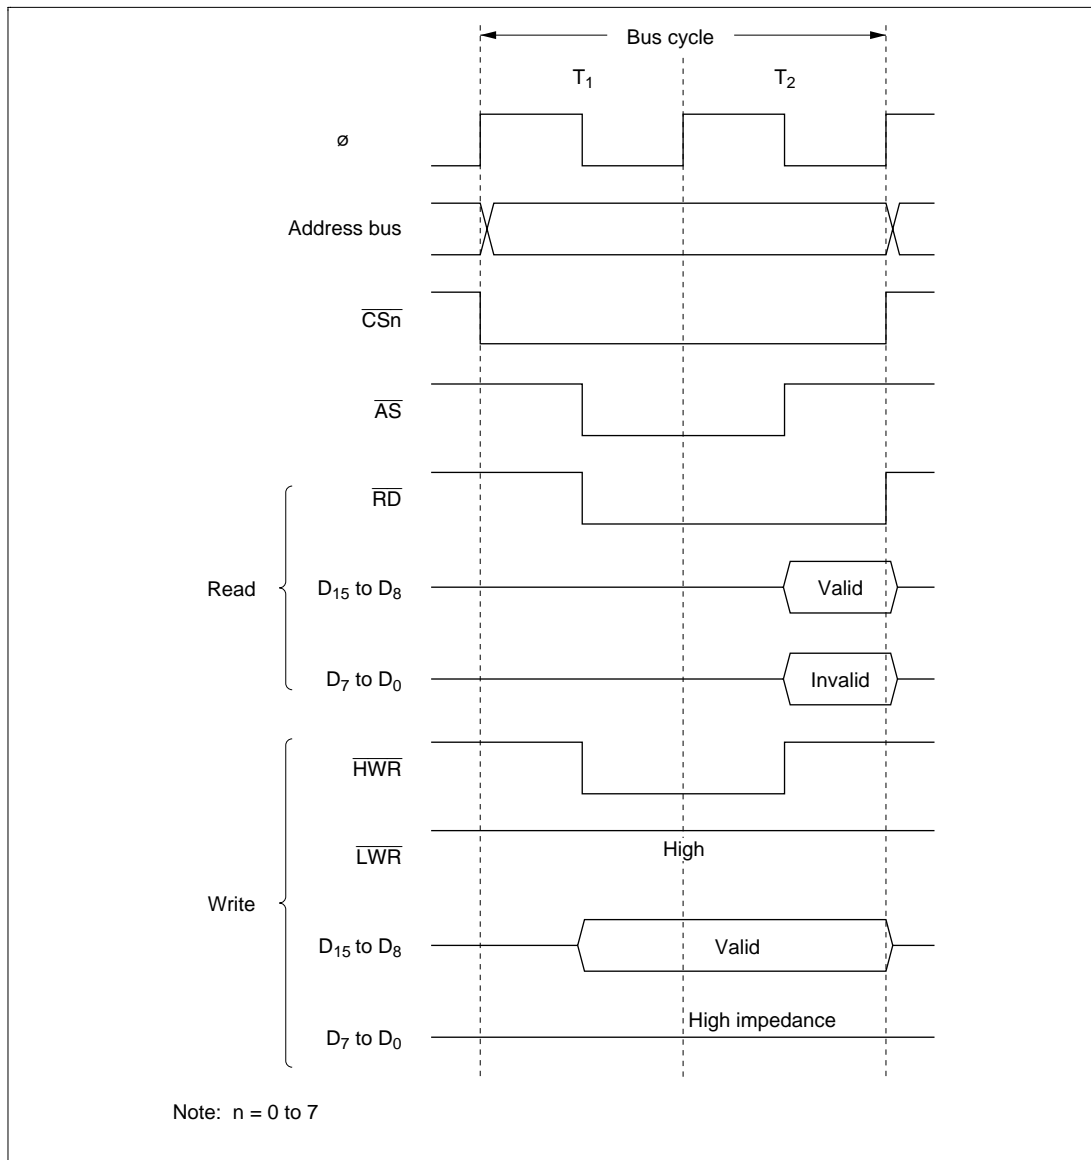 Bus cycle
T1 T2
ø
Address bus
CSn
AS
RD
Read
D15 to D8 Valid
D7 to D0 Invalid
HWR
LWR High
Write
D15 to D8 Valid
High impedance
D7 to D0
Note: n = 0 to 7